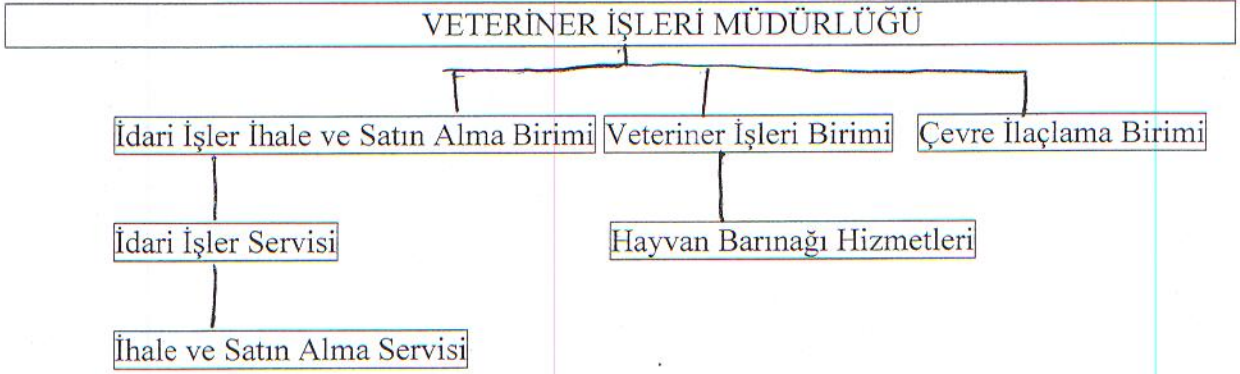 VETERİNER İŞLERİ MÜDÜRLÜĞÜ
İdari İşler İhale ve Satın Alma Birimi
Veteriner İşleri Birimi
Çevre İlaçlama Birimi
İdari İşler Servisi
Hayvan Barınağı Hizmetleri
İhale ve Satın Alma Servisi